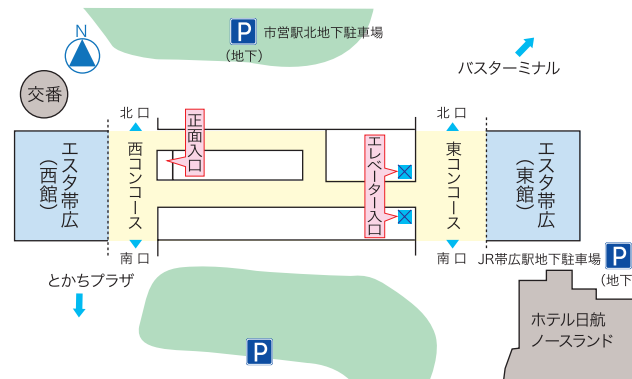 N
P
市営駅北地下駐車場
(地下)
バスターミナル
交番
北口
北口
正面入口
エレベーター入口
エスタ帯広
(西館)
西コンコース
東コンコース
エスタ帯広
(東館)
南口
南口
とかちプラザ
JR帯広駅地下駐車場
P
(地下
ホテル日航
ノースランド
P